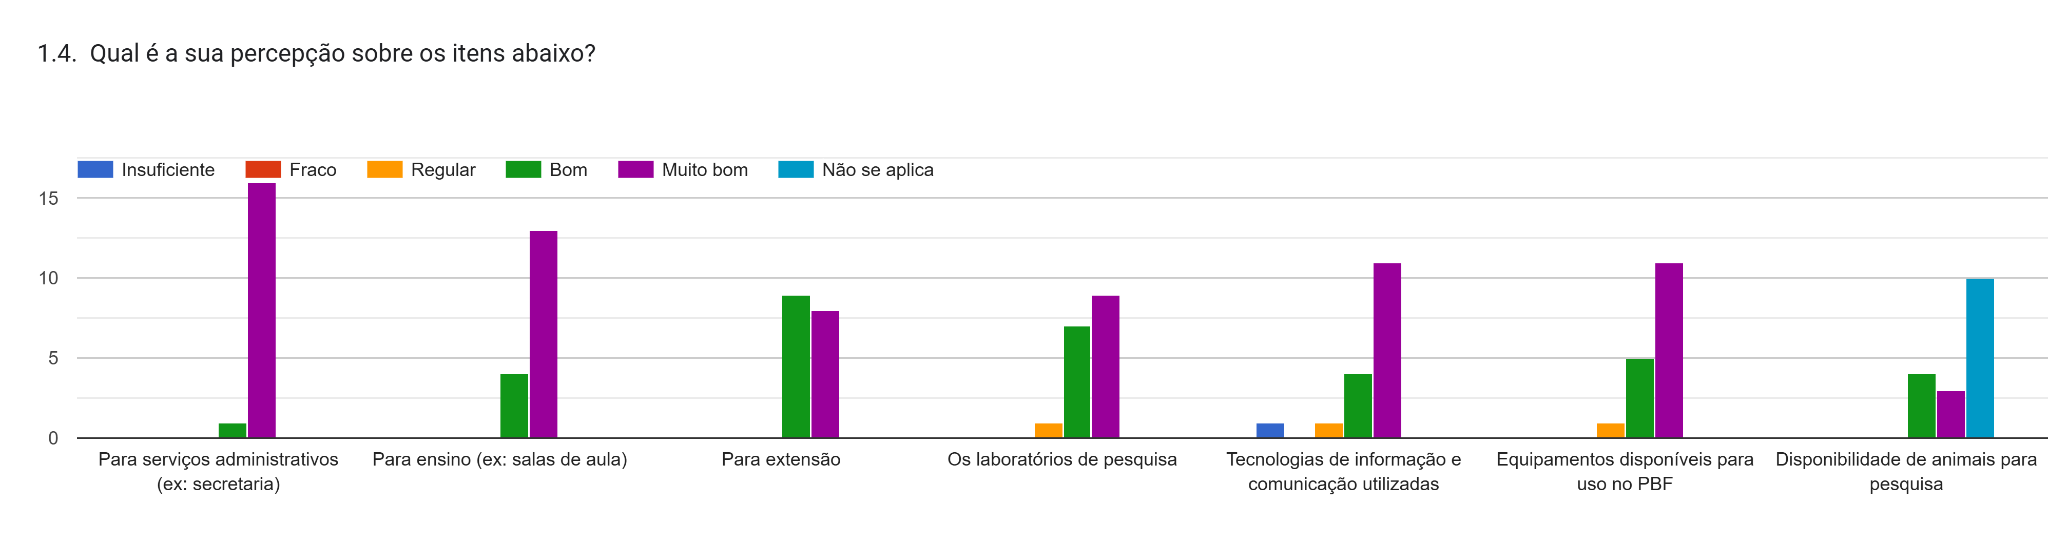 1.4. Qual é a sua percepção sobre os itens abaixo?
Insuficiente Fraco Regular Bom Muito bom Não se aplica
15
10
5
0
Para serviços administrativos (ex: secretaria)
Para ensino (ex: salas de aula)
Para extensão
Os laboratórios de pesquisa
Tecnologias de informação e comunicação utilizadas
Equipamentos disponíveis para uso no PBF
Disponibilidade de animais para pesquisa